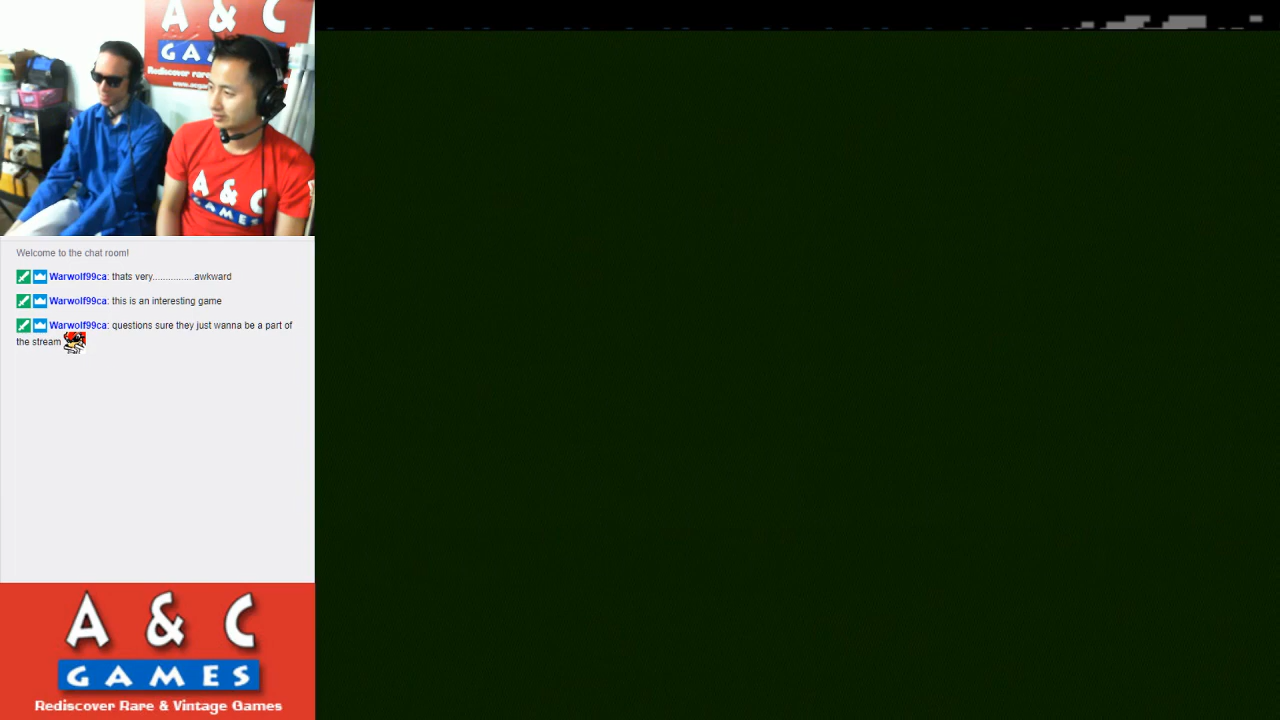 A & C
GAMES
Rediscover rare
A & C
GAMES
Welcome to the chat room!
Warwolf99ca: thats very................awkward
Warwolf99ca: this is an interesting game
Warwolf99ca: questions sure they just wanna be a part of
the stream
A & C
GAMES
Rediscover Rare & Vintage Games